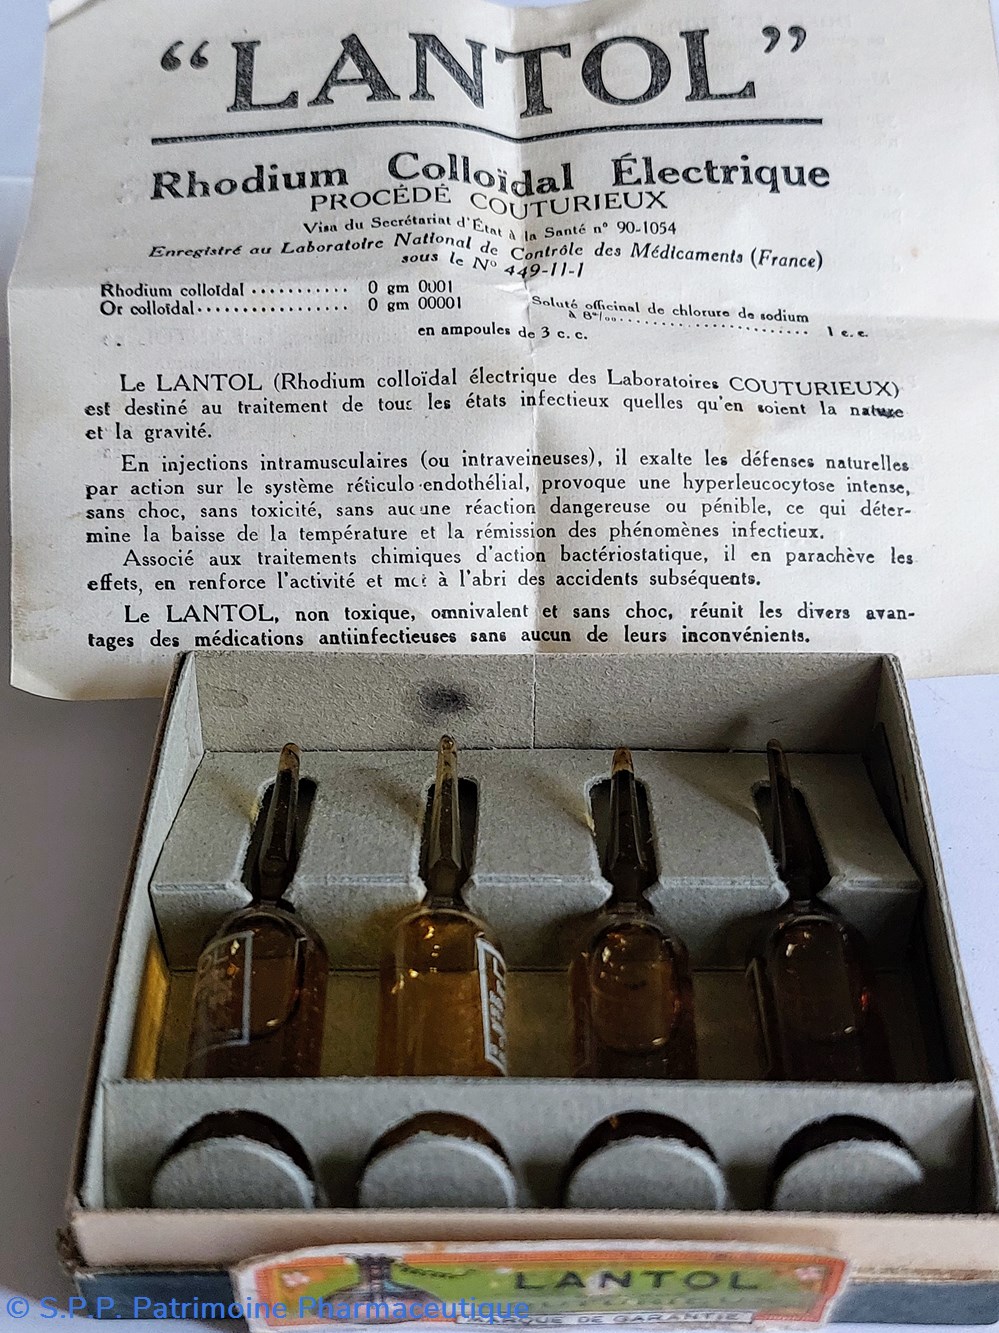 “LANTOL”
Rhodium Colloïdal Électrique
PROCÉDÉ COUTURIEUX
Visa du Secrétariat d'État à la Santé n° 90-1054
Enregistré au Laboratoire National de Contrôle des Médicaments (France)
sous le N° 449-11-1
Rhodium colloïdal ........... 0 gm 0001
Or colloïdal................. 0 gm 00001
Soluté officinal de chlorure de sodium
à 8°/oo........................ 1 c. c.
en ampoules de 3 c. c.
Le LANTOL (Rhodium colloïdal électrique des Laboratoires COUTURIEUX)
est destiné au traitement de tous les états infectieux quelles qu'en soient la nature
et la gravité.
En injections intramusculaires (ou intraveineuses), il exalte les défenses naturelles
par action sur le système réticulo-endothélial, provoque une hyperleucocytose intense,
sans choc, sans toxicité, sans aucune réaction dangereuse ou pénible, ce qui déter-
mine la baisse de la température et la rémission des phénomènes infectieux.
Associé aux traitements chimiques d'action bactériostatique, il en parachève les
effets, en renforce l'activité et met à l'abri des accidents subséquents.
Le LANTOL, non toxique, omnivalent et sans choc, réunit les divers avan-
tages des médications antiinfectieuses sans aucun de leurs inconvénients.
LANTOL
DE GARANTIE
© S.P.P. Patrimoine Pharmaceutique